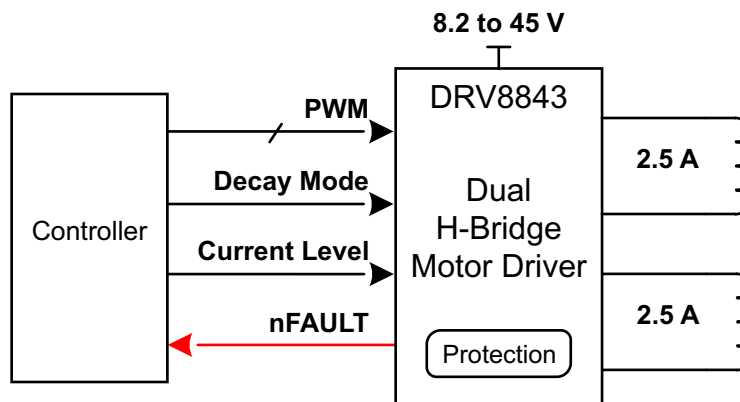 8.2 to 45 V
DRV8843
PWM
Decay Mode
Controller
Current Level
nFAULT
Dual
H-Bridge
Motor Driver
Protection
2.5 A
2.5 A